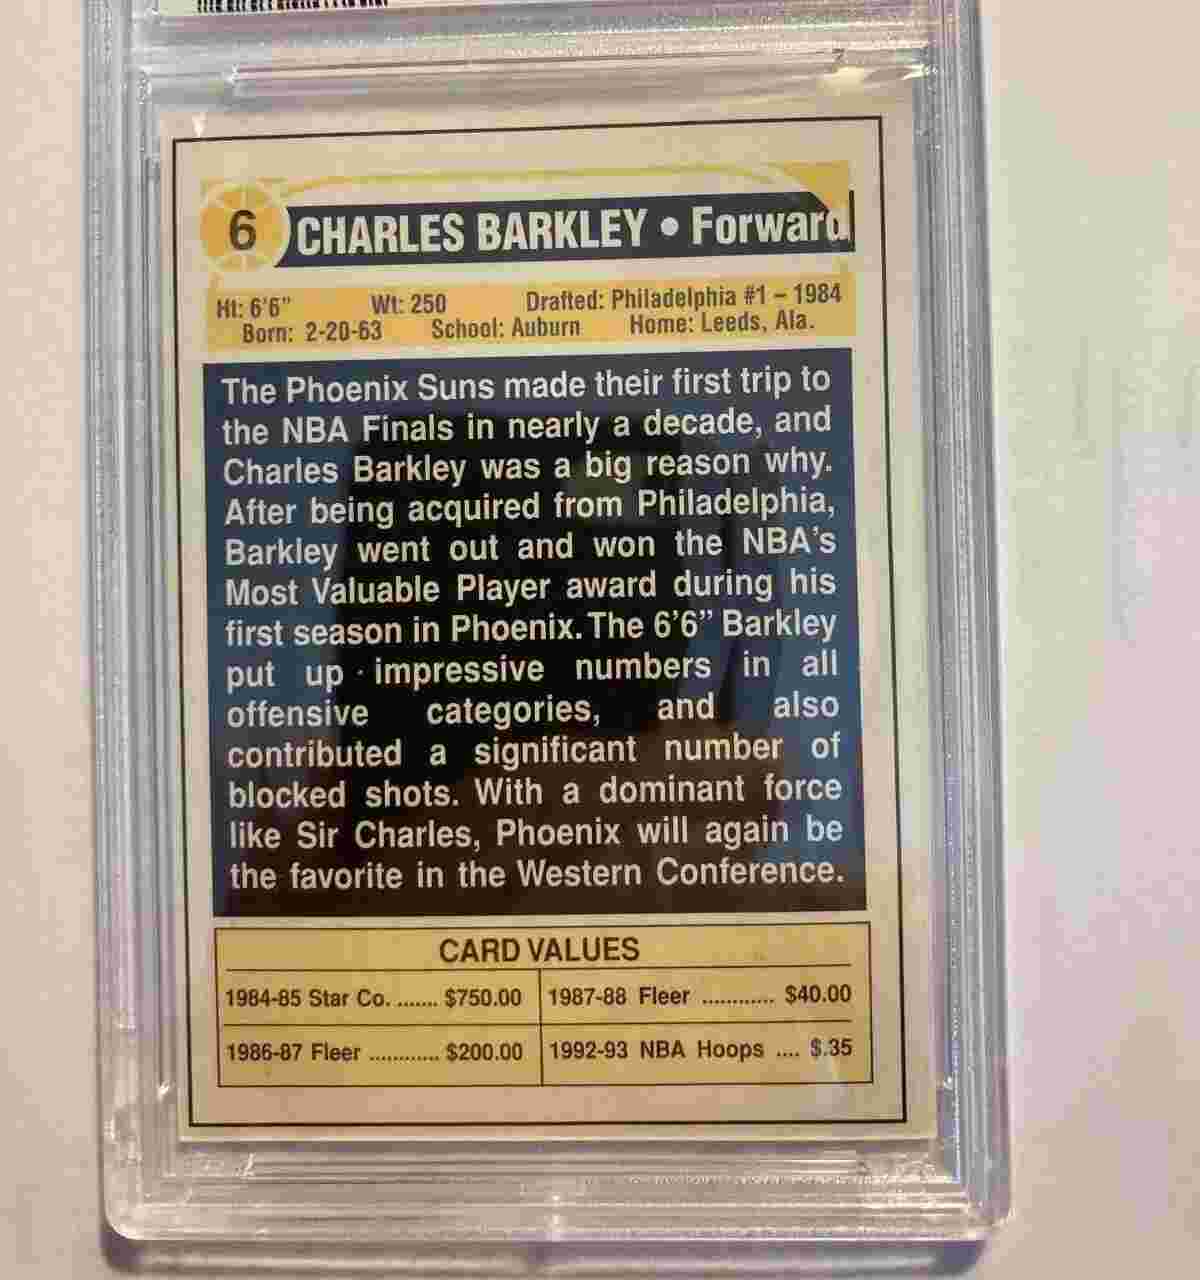 6 CHARLES BARKLEY • Forward
Ht: 6'6" Wt: 250 Drafted: Philadelphia #1 – 1984
Born: 2-20-63 School: Auburn Home: Leeds, Ala.
The Phoenix Suns made their first trip to
the NBA Finals in nearly a decade, and
Charles Barkley was a big reason why.
After being acquired from Philadelphia,
Barkley went out and won the NBA's
Most Valuable Player award during his
first season in Phoenix. The 6'6" Barkley
put up impressive numbers in all
offensive categories, and also
contributed a significant number of
blocked shots. With a dominant force
like Sir Charles, Phoenix will again be
the favorite in the Western Conference.
CARD VALUES
1984-85 Star Co. ....... $750.00 1987-88 Fleer ............ $40.00
1986-87 Fleer ............ $200.00 1992-93 NBA Hoops .... $.35